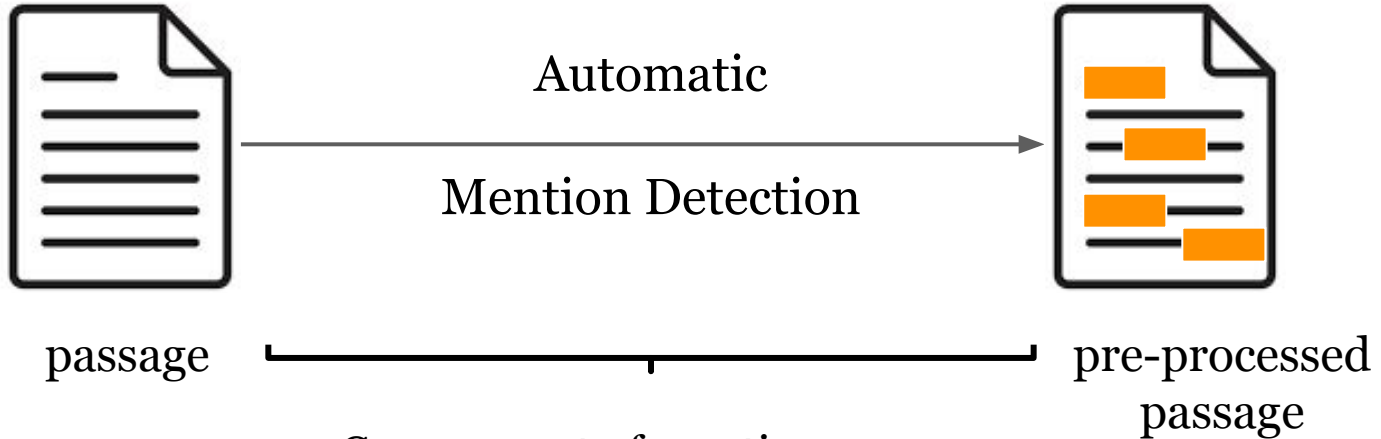 Automatic
Mention Detection
passage
pre-processed
passage